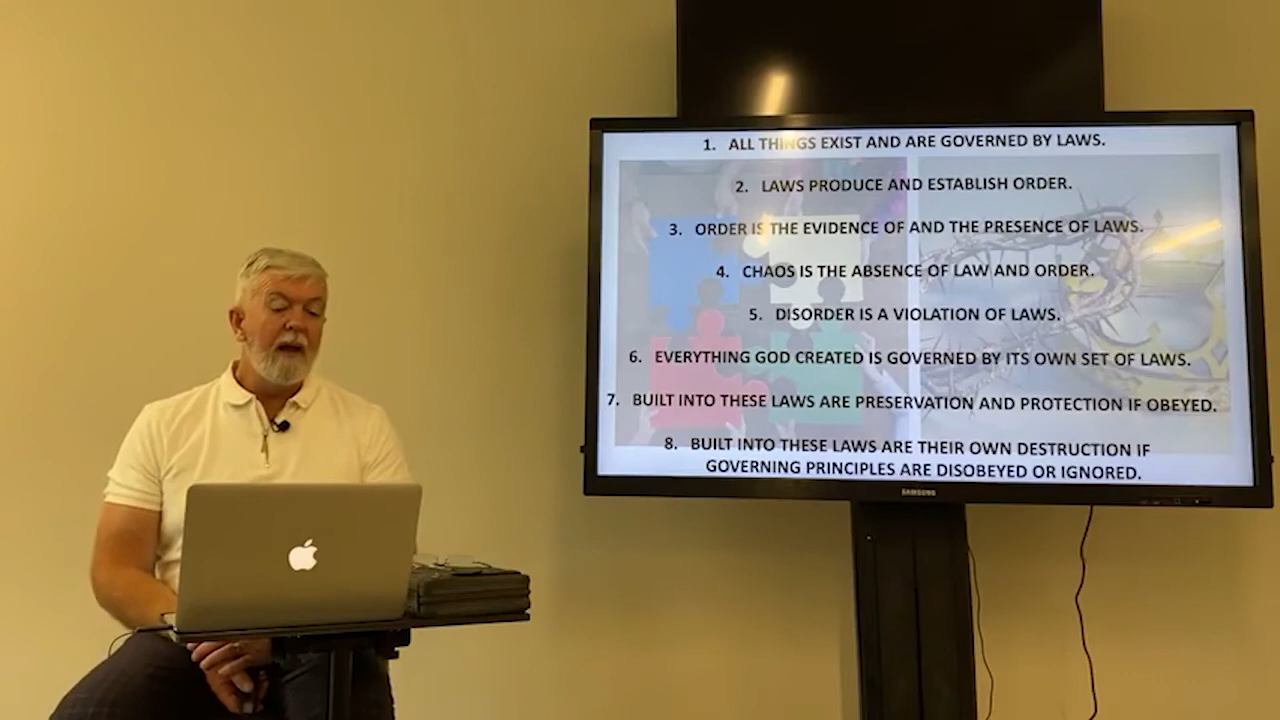 1. ALL THINGS EXIST AND ARE GOVERNED BY LAWS.
2. LAWS PRODUCE AND ESTABLISH ORDER.
3. ORDER IS THE EVIDENCE OF AND THE PRESENCE OF LAWS.
4. CHAOS IS THE ABSENCE OF LAW AND ORDER.
5. DISORDER IS A VIOLATION OF LAWS.
6. EVERYTHING GOD CREATED IS GOVERNED BY ITS OWN SET OF LAWS.
7. BUILT INTO THESE LAWS ARE PRESERVATION AND PROTECTION IF OBEYED.
8. BUILT INTO THESE LAWS ARE THEIR OWN DESTRUCTION IF
GOVERNING PRINCIPLES ARE DISOBEYED OR IGNORED.
SAMSUNG